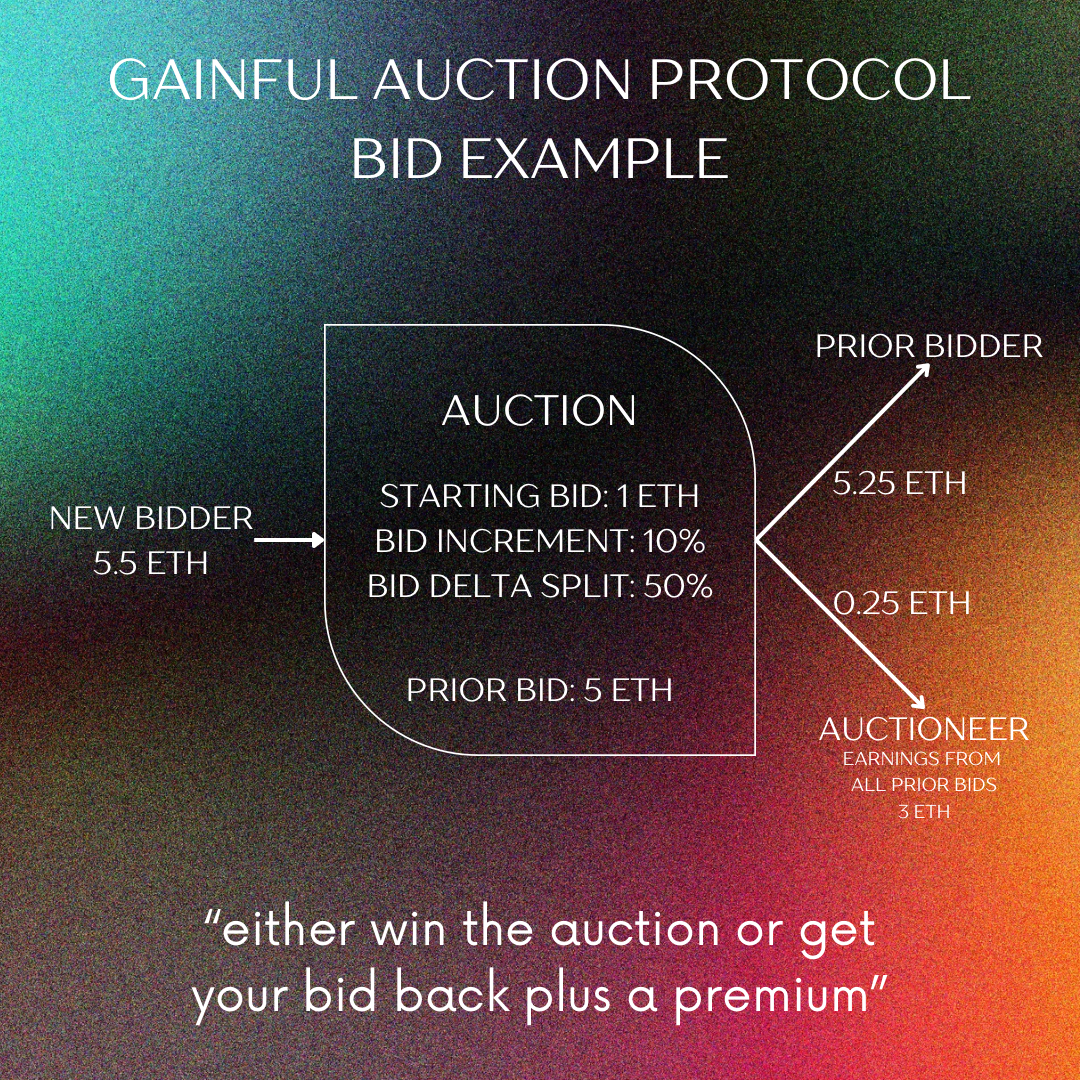 GAINFUL AUCTION PROTOCOL
BID EXAMPLE
PRIOR BIDDER
AUCTION
STARTING BID: 1 ETH
BID INCREMENT: 10%
BID DELTA SPLIT: 50%
PRIOR BID: 5 ETH
NEW BIDDER
5.5 ETH
5.25 ETH
0.25 ETH
AUCTIONEER
EARNINGS FROM
ALL PRIOR BIDS
3 ETH
"either win the auction or get
your bid back plus a premium"